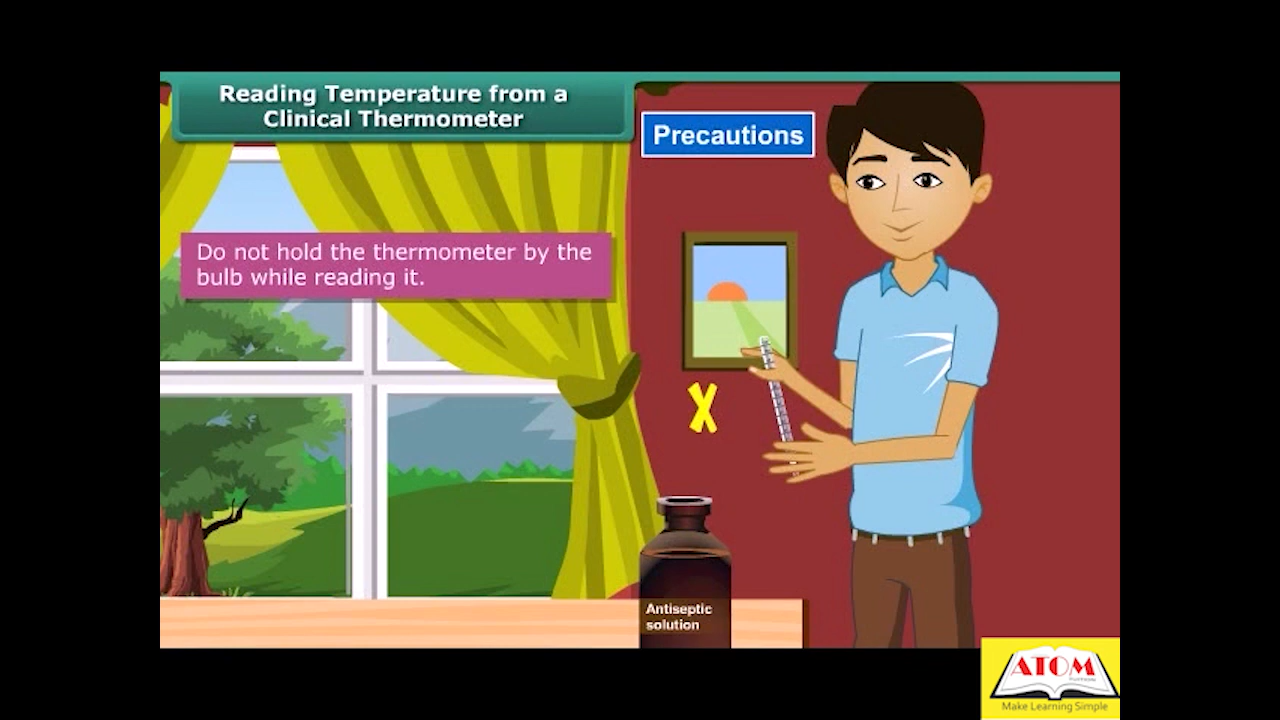 Reading Temperature from a
Clinical Thermometer
Precautions
Do not hold the thermometer by the
bulb while reading it.
X
Antiseptic
solution
ATOM
Make Learning Simple